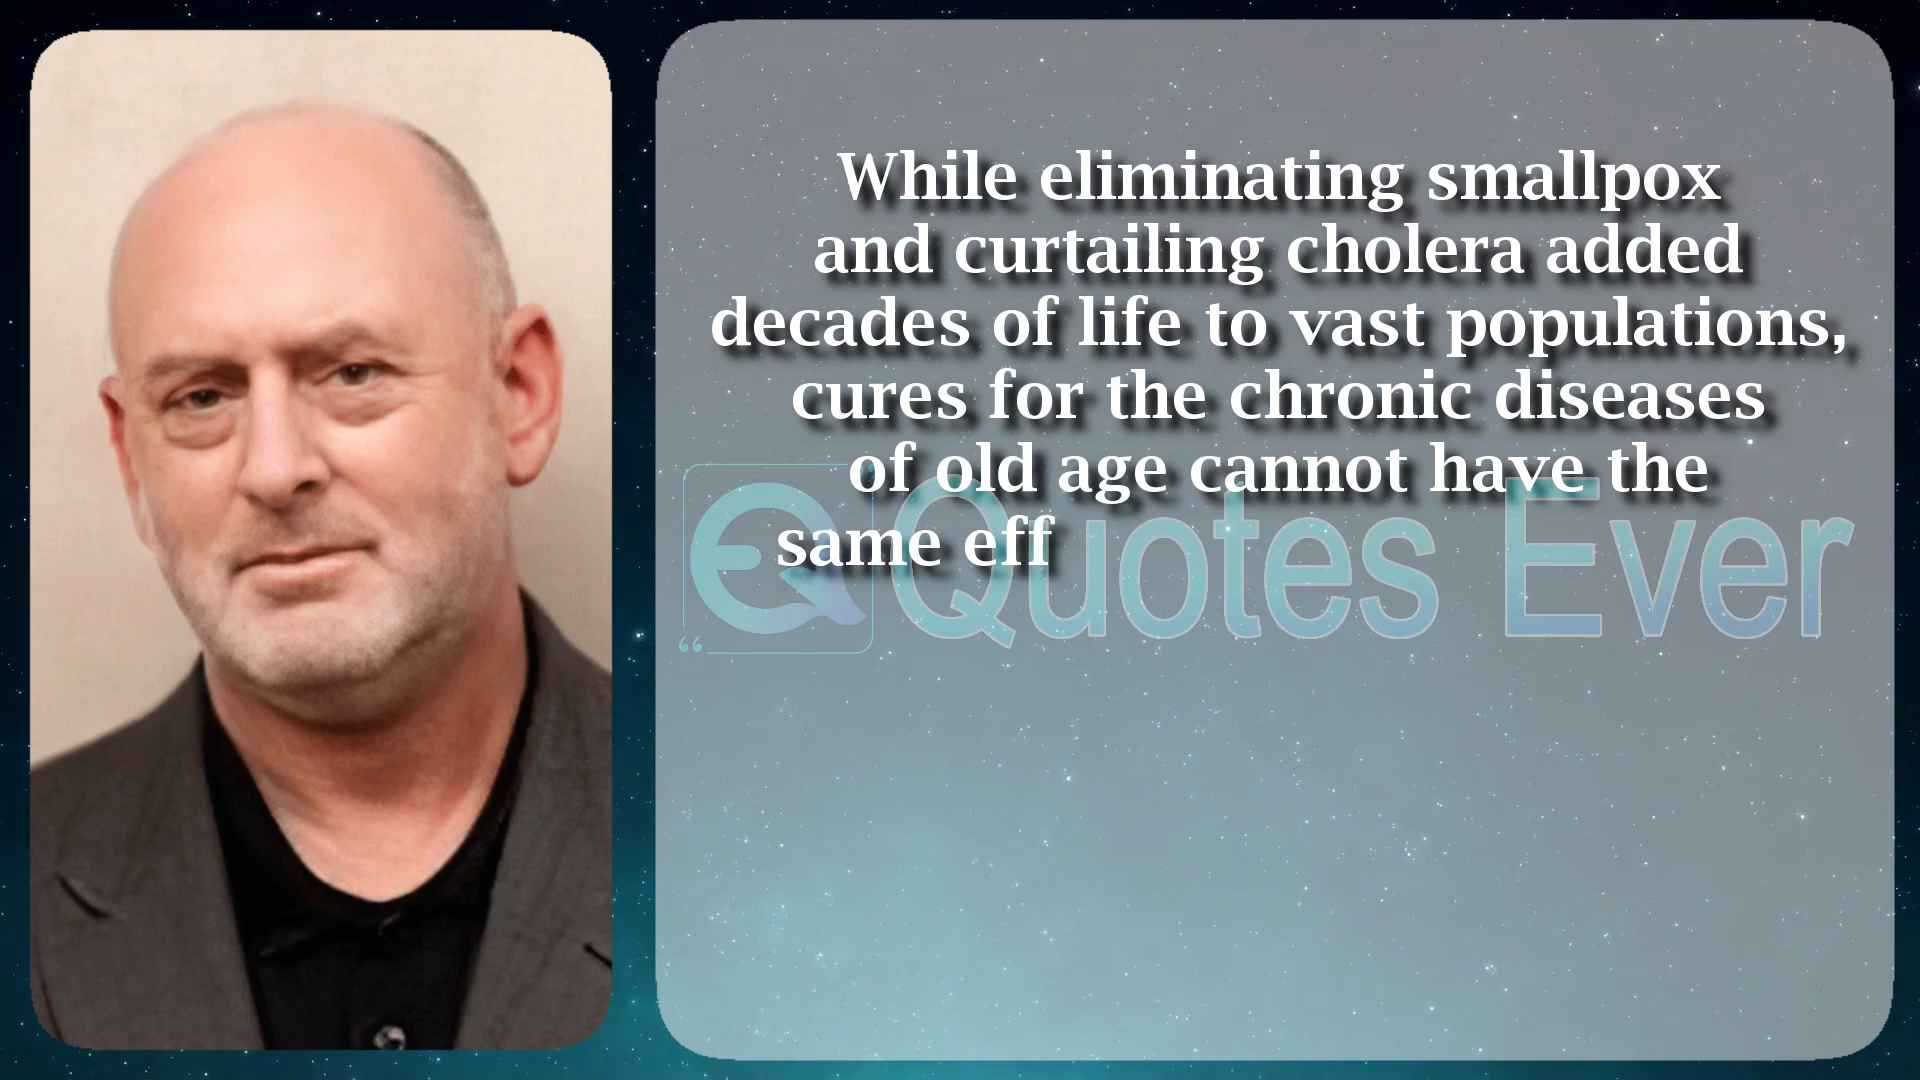 While eliminating smallpox
and curtailing cholera added
decades of life to vast populations,
cures for the chronic diseases
of old age cannot have the
same eff
EQ Quotes Ever
“